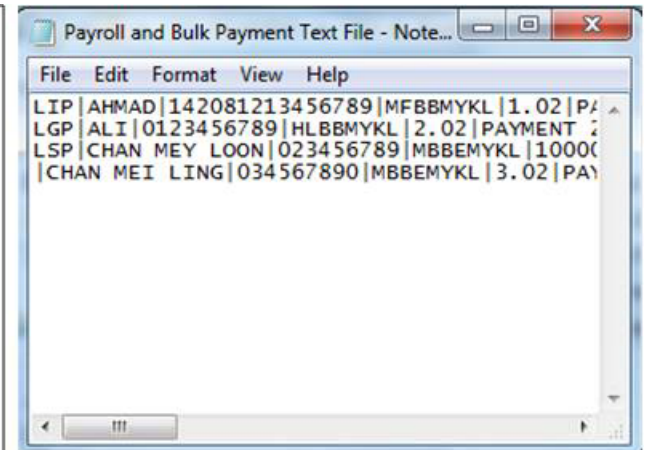 Payroll and Bulk Payment Text File - Note...
File Edit Format View Help
LIP|AHMAD|142081213456789|MFBBMYKL|1.02|PA
LGP|ALI|0123456789|HLBBMYKL|2.02|PAYMENT 2
LSP|CHAN MEY LOON|023456789|MBBEMYKL|1000
|CHAN MEI LING|034567890|MBBEMYKL|3.02|PAY